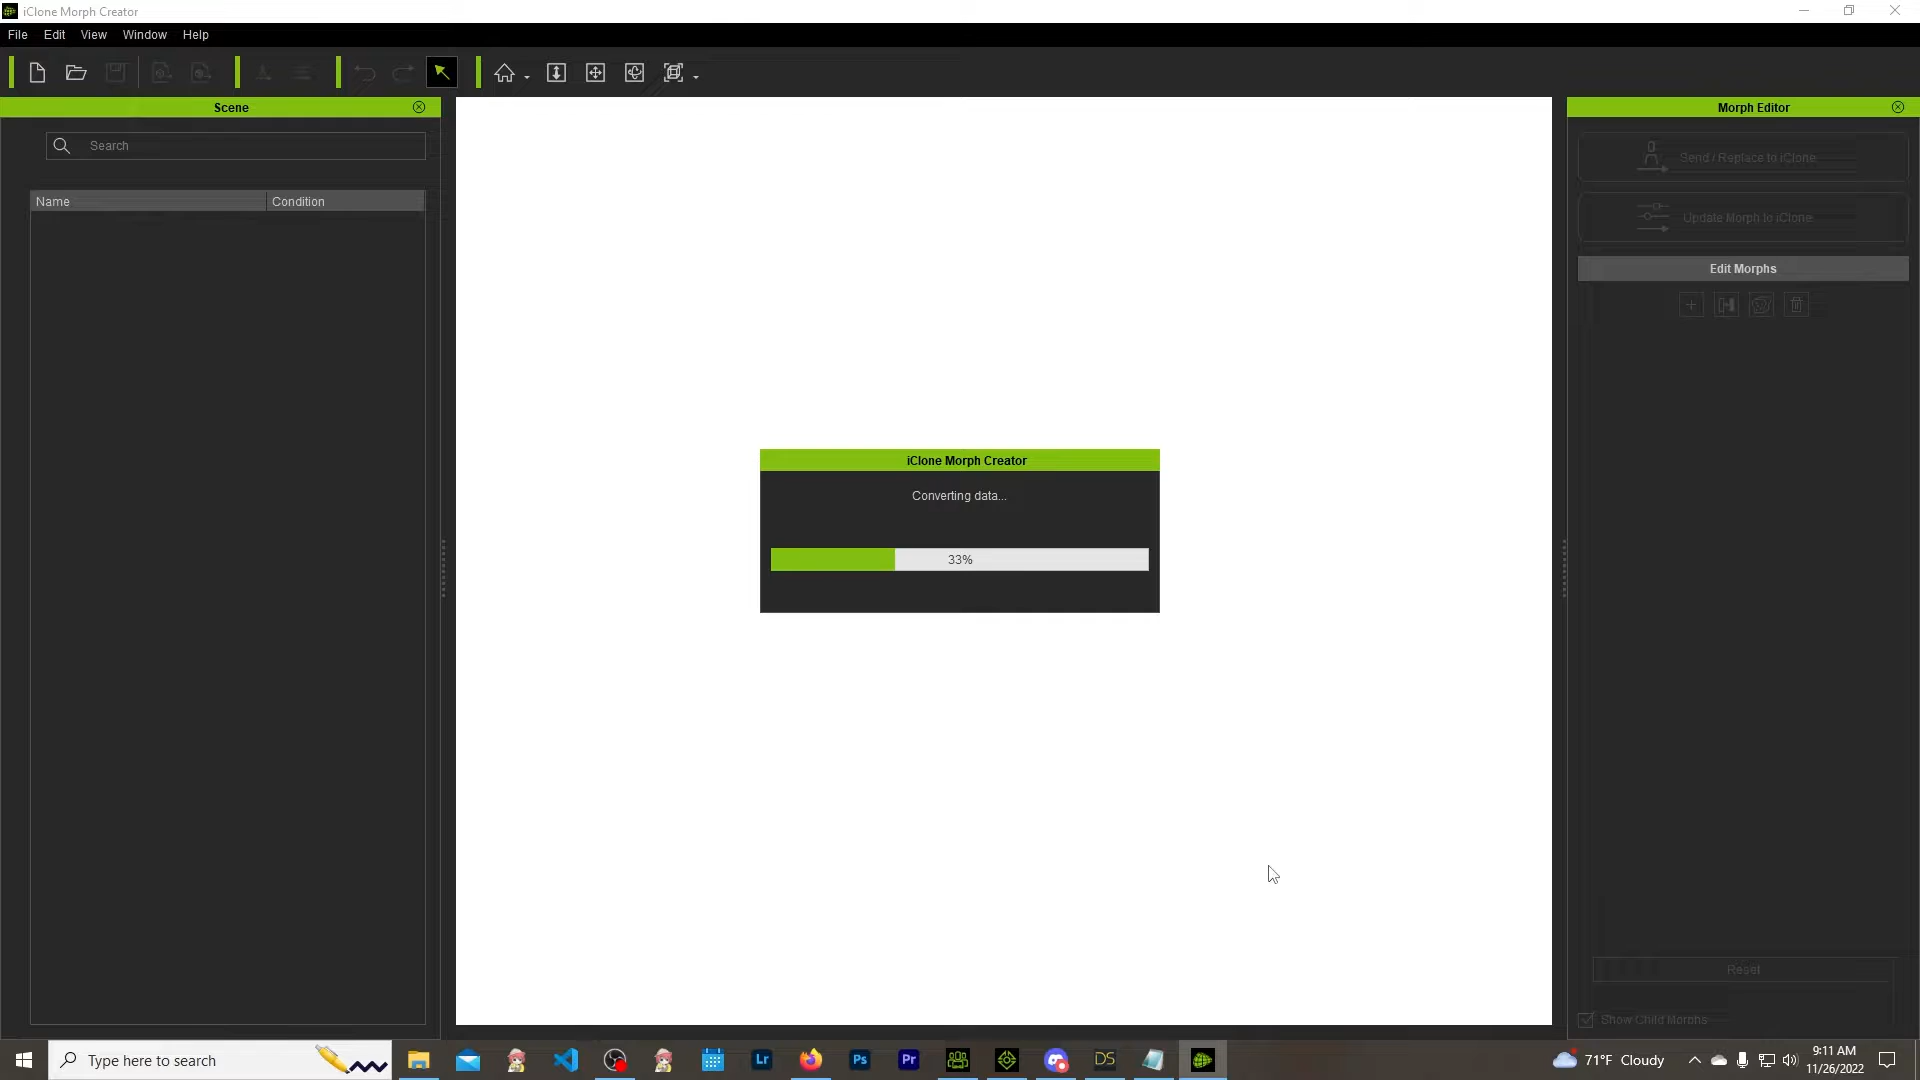 iClone Morph Creator
File Edit View Window Help
Scene
Search
Name Condition
iClone Morph Creator
Converting data...
33%
Morph Editor
Send / Replace to iClone
Update Morph to iClone
Edit Morphs
Reset
Show Child Morphs
Type here to search
Lr
Ps
Pr
DS
71°F Cloudy
9:11 AM
11/26/2022